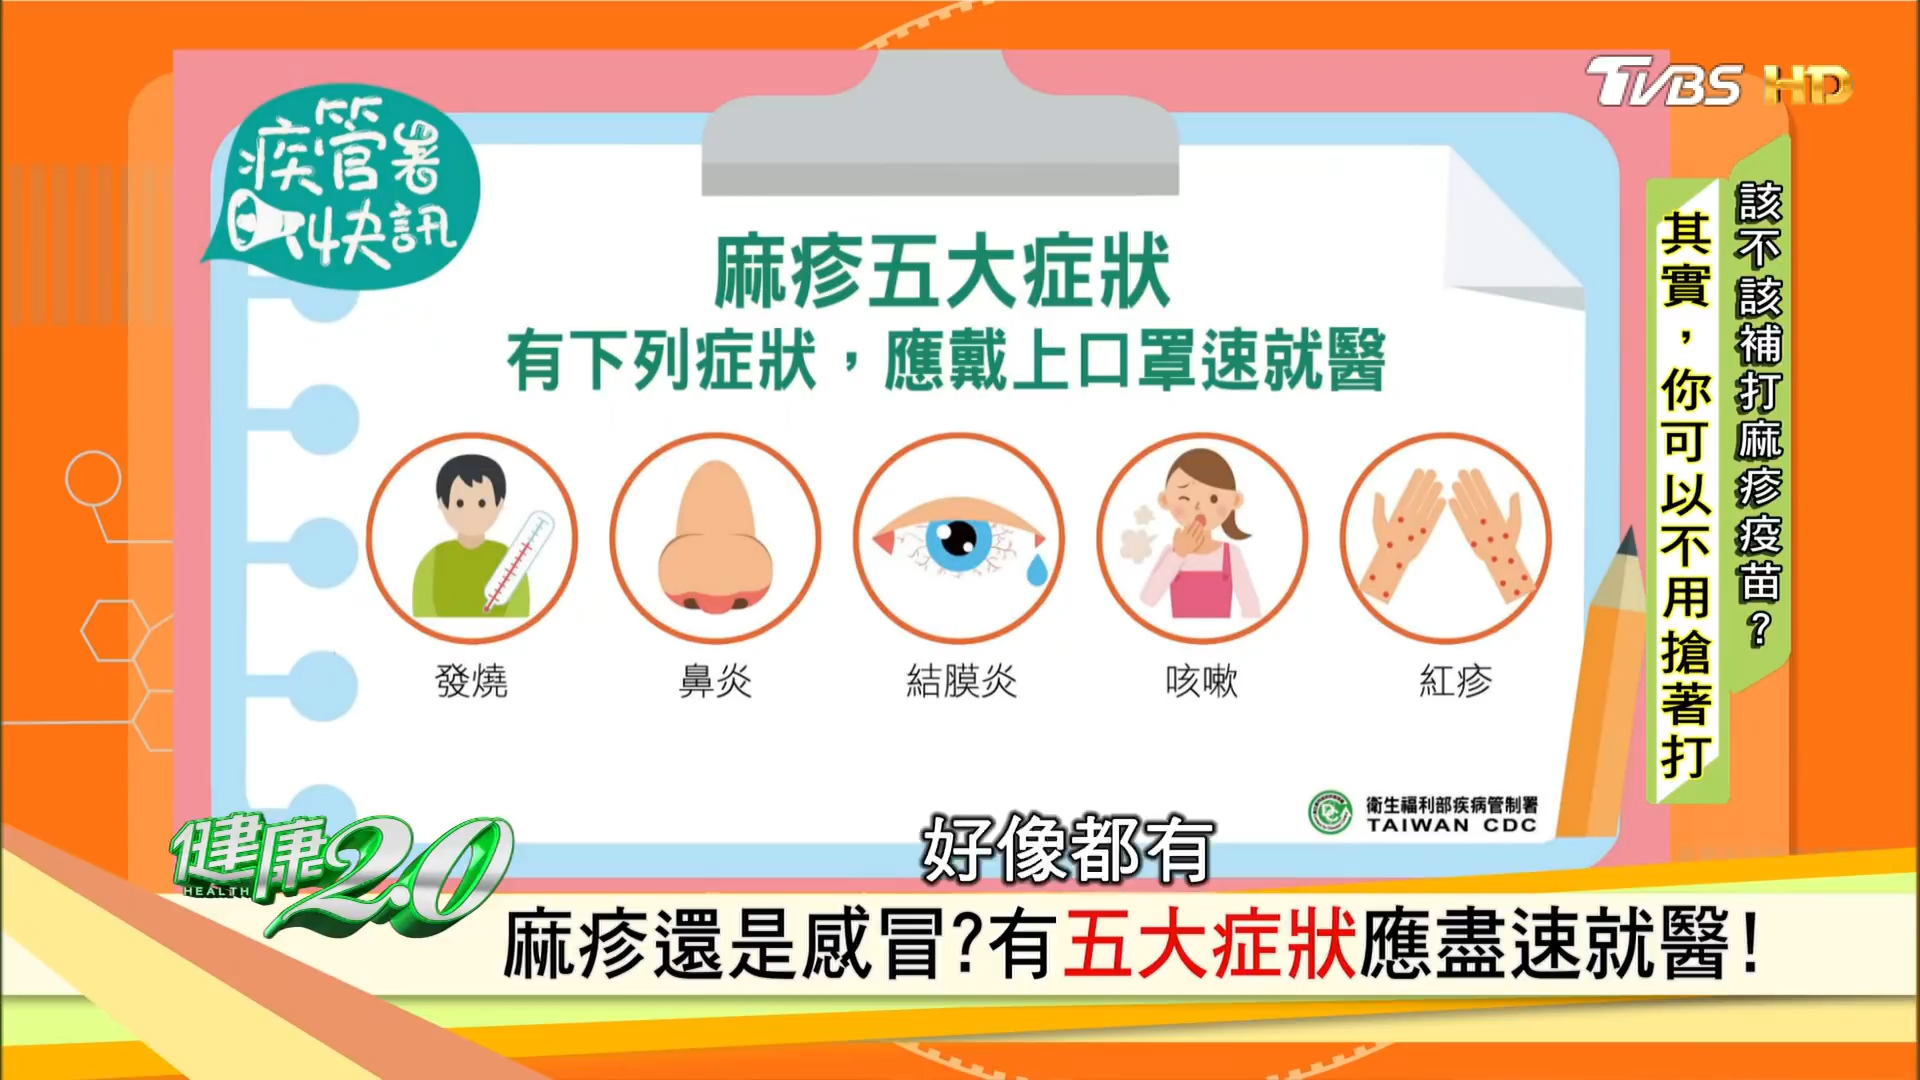 TVBS HD
疾管署
快訊
麻疹五大症狀
有下列症狀，應戴上口罩速就醫
發燒
鼻炎
結膜炎
咳嗽
紅疹
衛生福利部疾病管制署
TAIWAN CDC
該不該補打麻疹疫苗？
其實，你可以不用搶著打
健康2.0
HEALTH
好像都有
麻疹還是感冒?有五大症狀應盡速就醫!